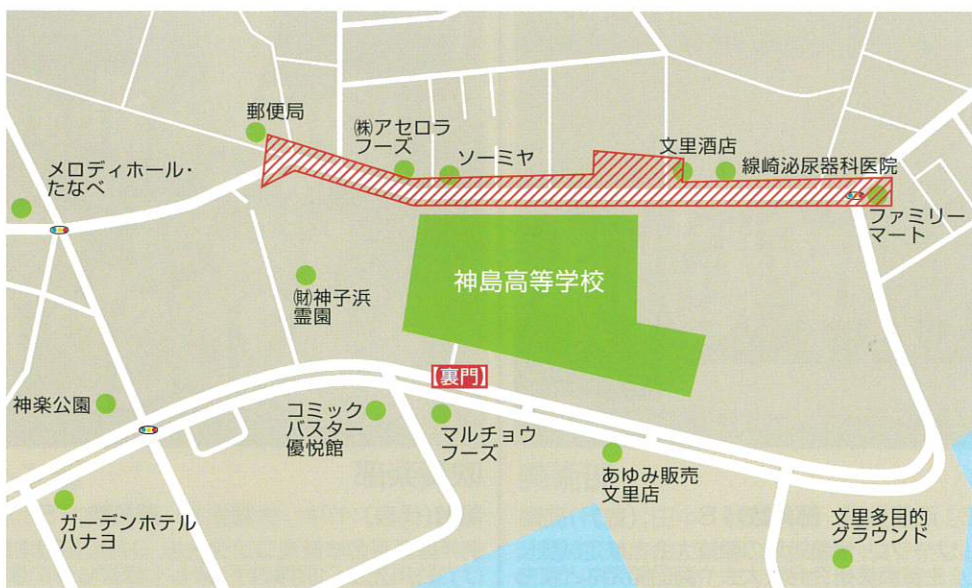 郵便局
㈱アセロラ
フーズ
ソーミヤ
文里酒店
線崎泌尿器科医院
メロディホール・
たなべ
ファミリー
マート
神島高等学校
㈶神子浜
霊園
【裏門】
神楽公園
コミック
バスター
優悦館
マルチョウ
フーズ
あゆみ販売
文里店
ガーデンホテル
ハナヨ
文里多目的
グラウンド